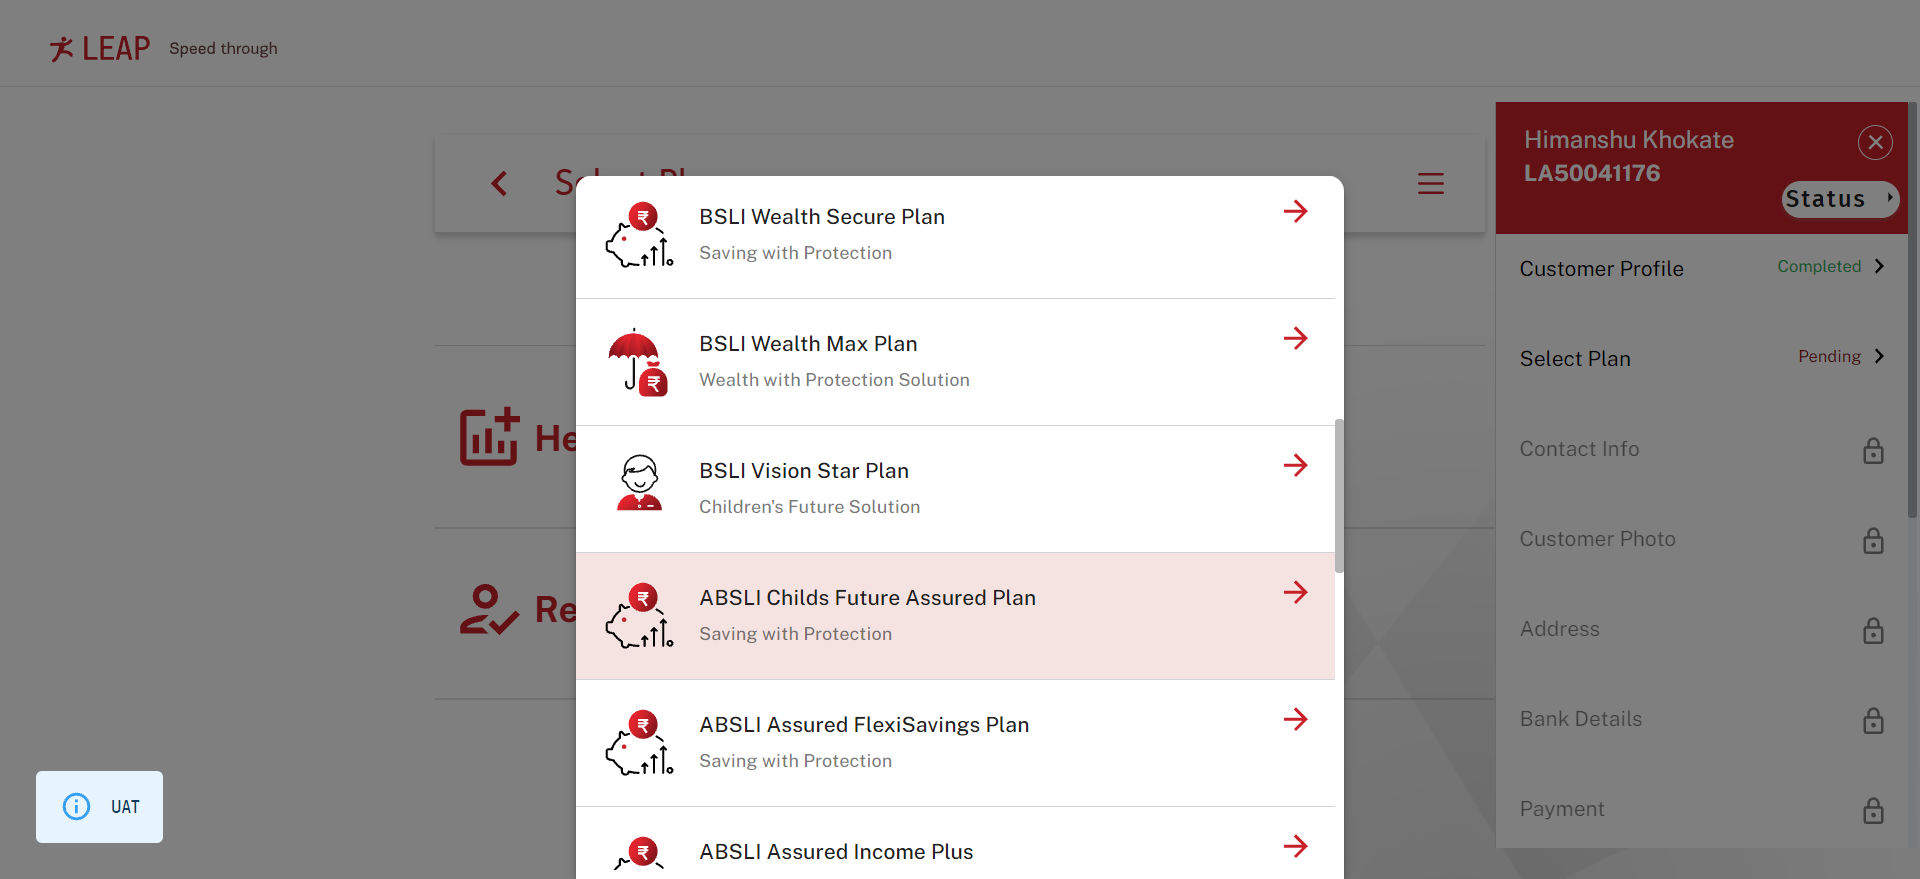 LEAP Speed through
Select Pl
He
Re
UAT
BSLI Wealth Secure Plan
Saving with Protection
BSLI Wealth Max Plan
Wealth with Protection Solution
BSLI Vision Star Plan
Children's Future Solution
ABSLI Childs Future Assured Plan
Saving with Protection
ABSLI Assured FlexiSavings Plan
Saving with Protection
ABSLI Assured Income Plus
Himanshu Khokate
LA50041176
Status
Customer Profile Completed
Select Plan Pending
Contact Info
Customer Photo
Address
Bank Details
Payment